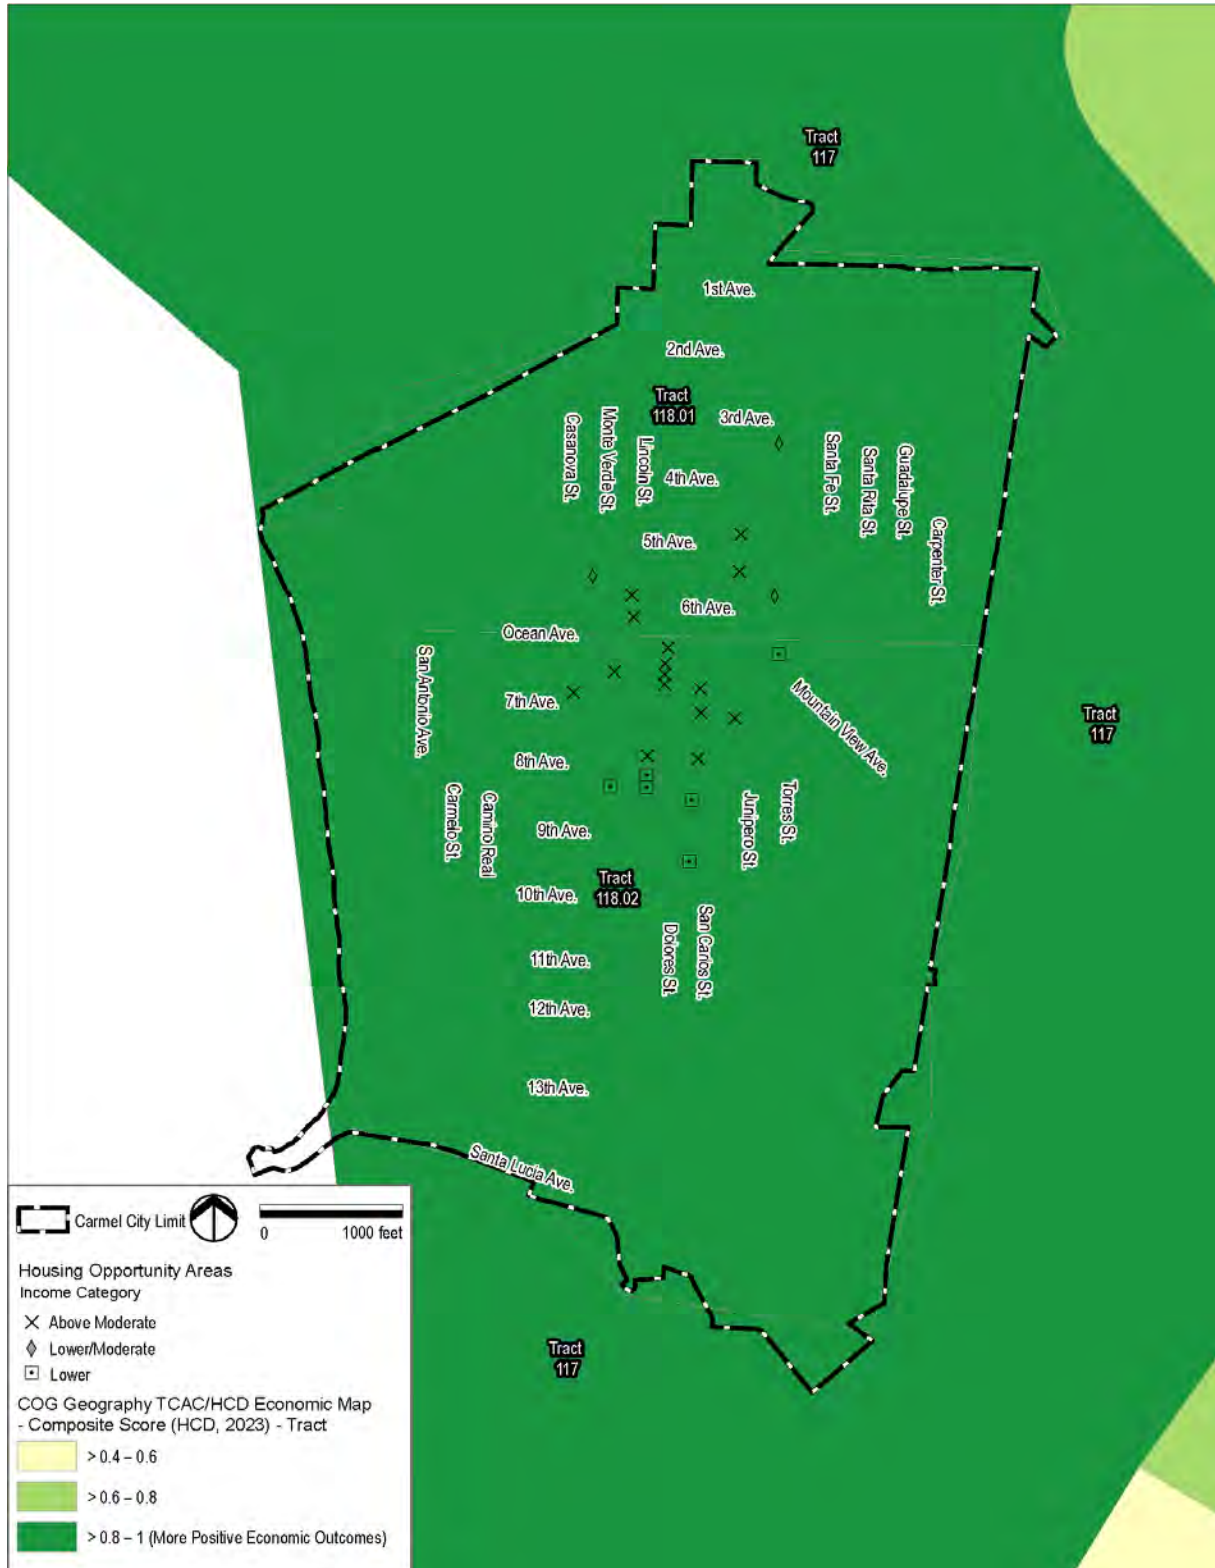 Tract
117
1st Ave.
2nd Ave.
Tract
118.01
3rd Ave.
Casanova St.
Monte Verde St.
Lincoln St.
4th Ave.
Santa Fe St.
Santa Rita St.
Guadalupe St.
Carpenter St.
5th Ave.
6th Ave.
Ocean Ave.
San Antonio Ave.
7th Ave.
Mountain View Ave.
Tract
117
8th Ave.
Carmelo St.
Camino Real
Junipero St.
Torres St.
9th Ave.
Tract
118.02
10th Ave.
Dolores St.
San Carlos St.
11th Ave.
12th Ave.
13th Ave.
Santa Lucia Ave.
Tract
117
Carmel City Limit
0 1000 feet
Housing Opportunity Areas
Income Category
Above Moderate
Lower/Moderate
Lower
COG Geography TCAC/HCD Economic Map
- Composite Score (HCD, 2023) - Tract
> 0.4 – 0.6
> 0.6 – 0.8
> 0.8 – 1 (More Positive Economic Outcomes)